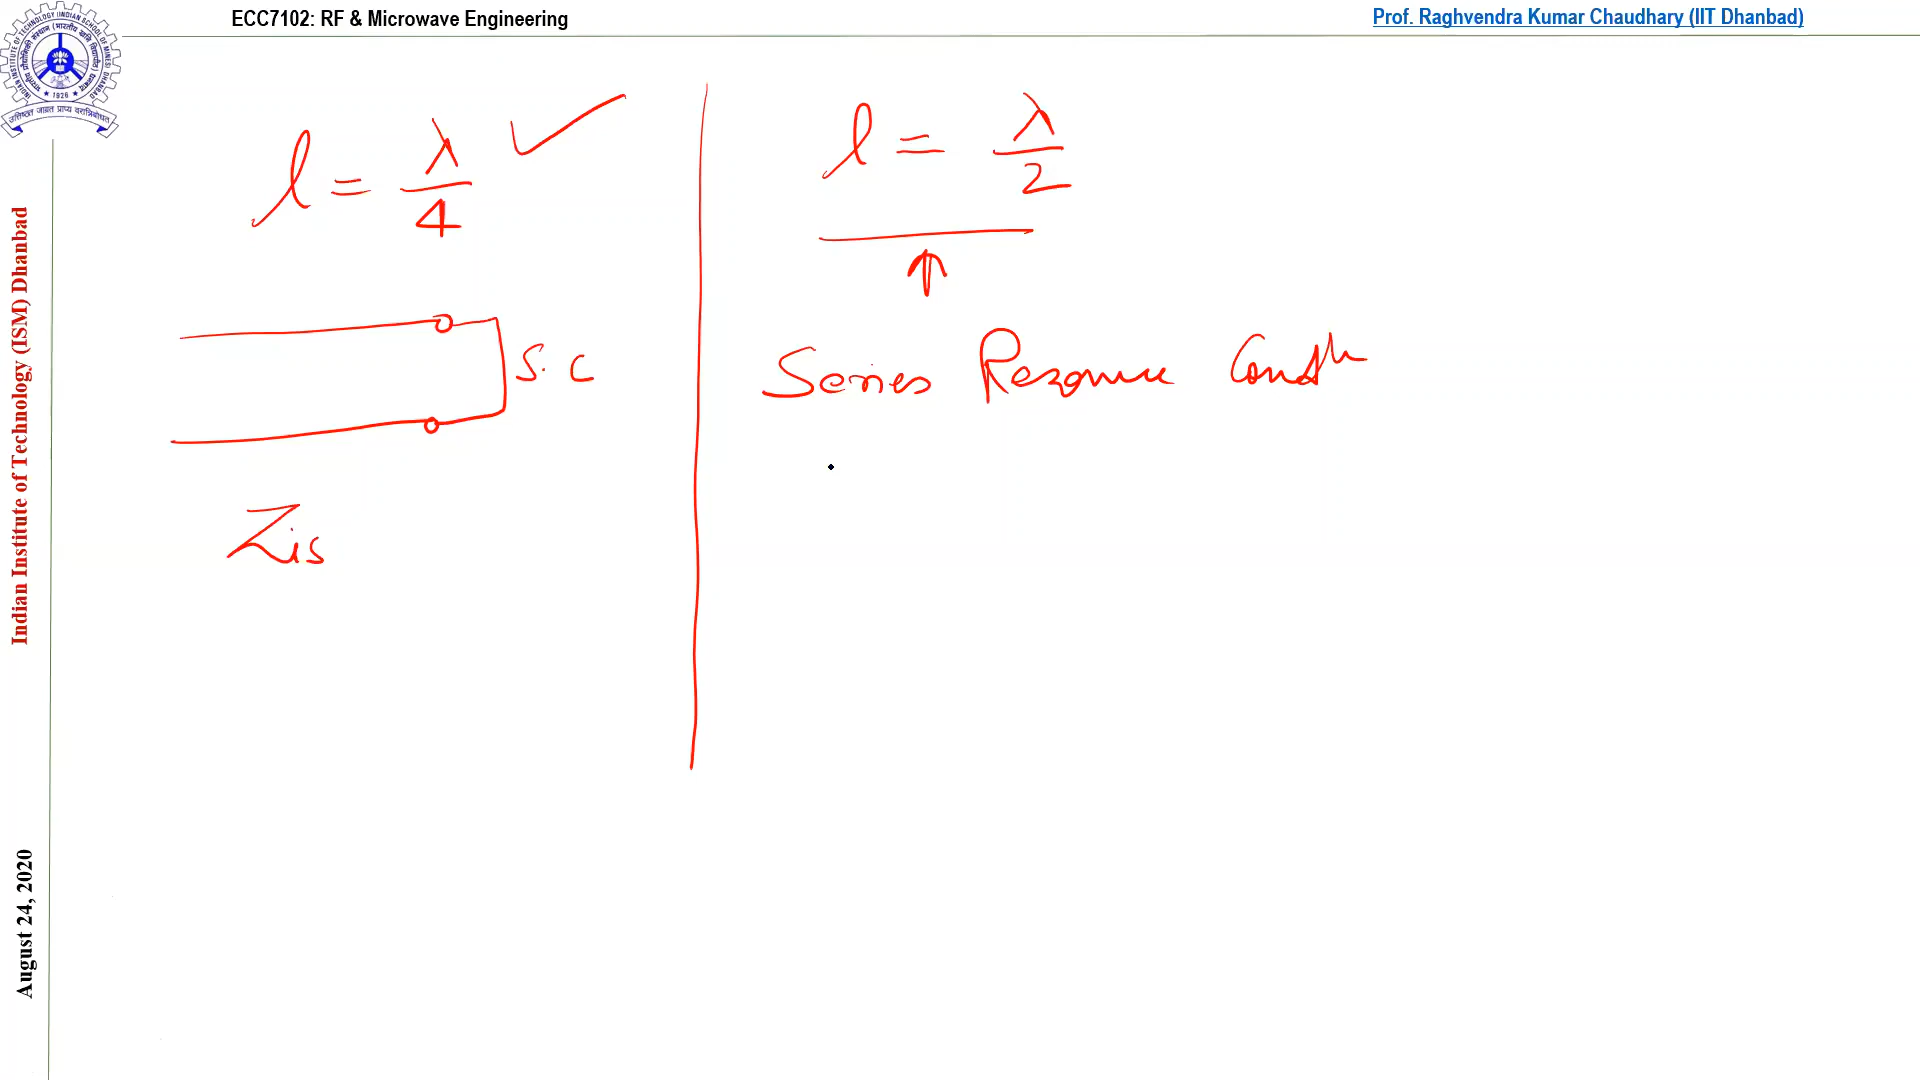 ECC7102: RF & Microwave Engineering
Prof. Raghvendra Kumar Chaudhary (IIT Dhanbad)
Indian Institute of Technology (ISM) Dhanbad
August 24, 2020
l = λ/4 ✓
S.C
Zis
l = λ/2
↑
Series Resonance Condn
1926